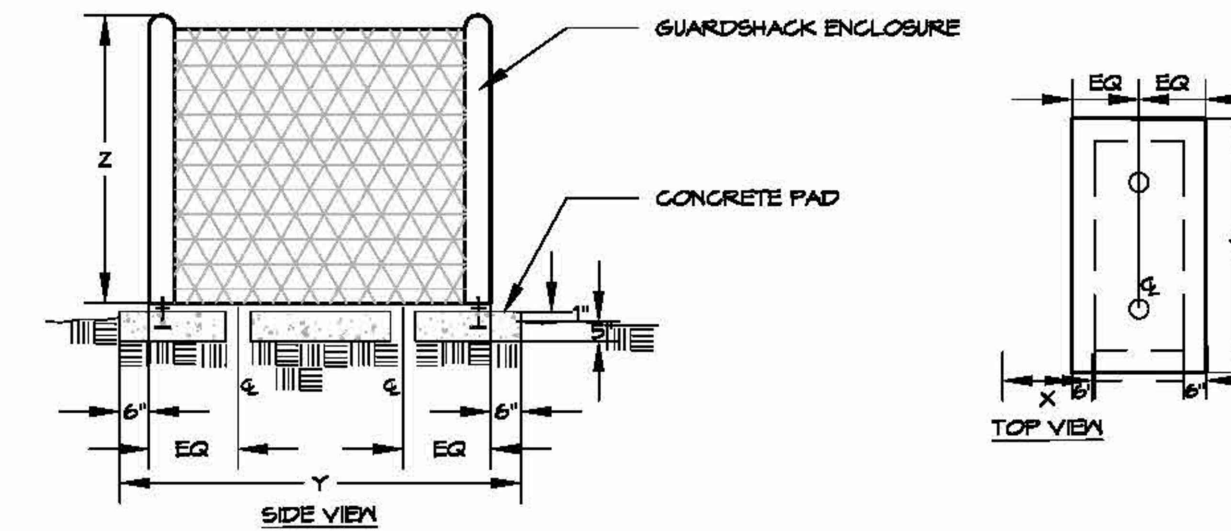 GUARDSHACK ENCLOSURE
EQ EQ
Z
CONCRETE PAD
℄
1"
5"
℄ ℄
X 6" 6"
6" 6"
TOP VIEW
EQ EQ
Y
SIDE VIEW